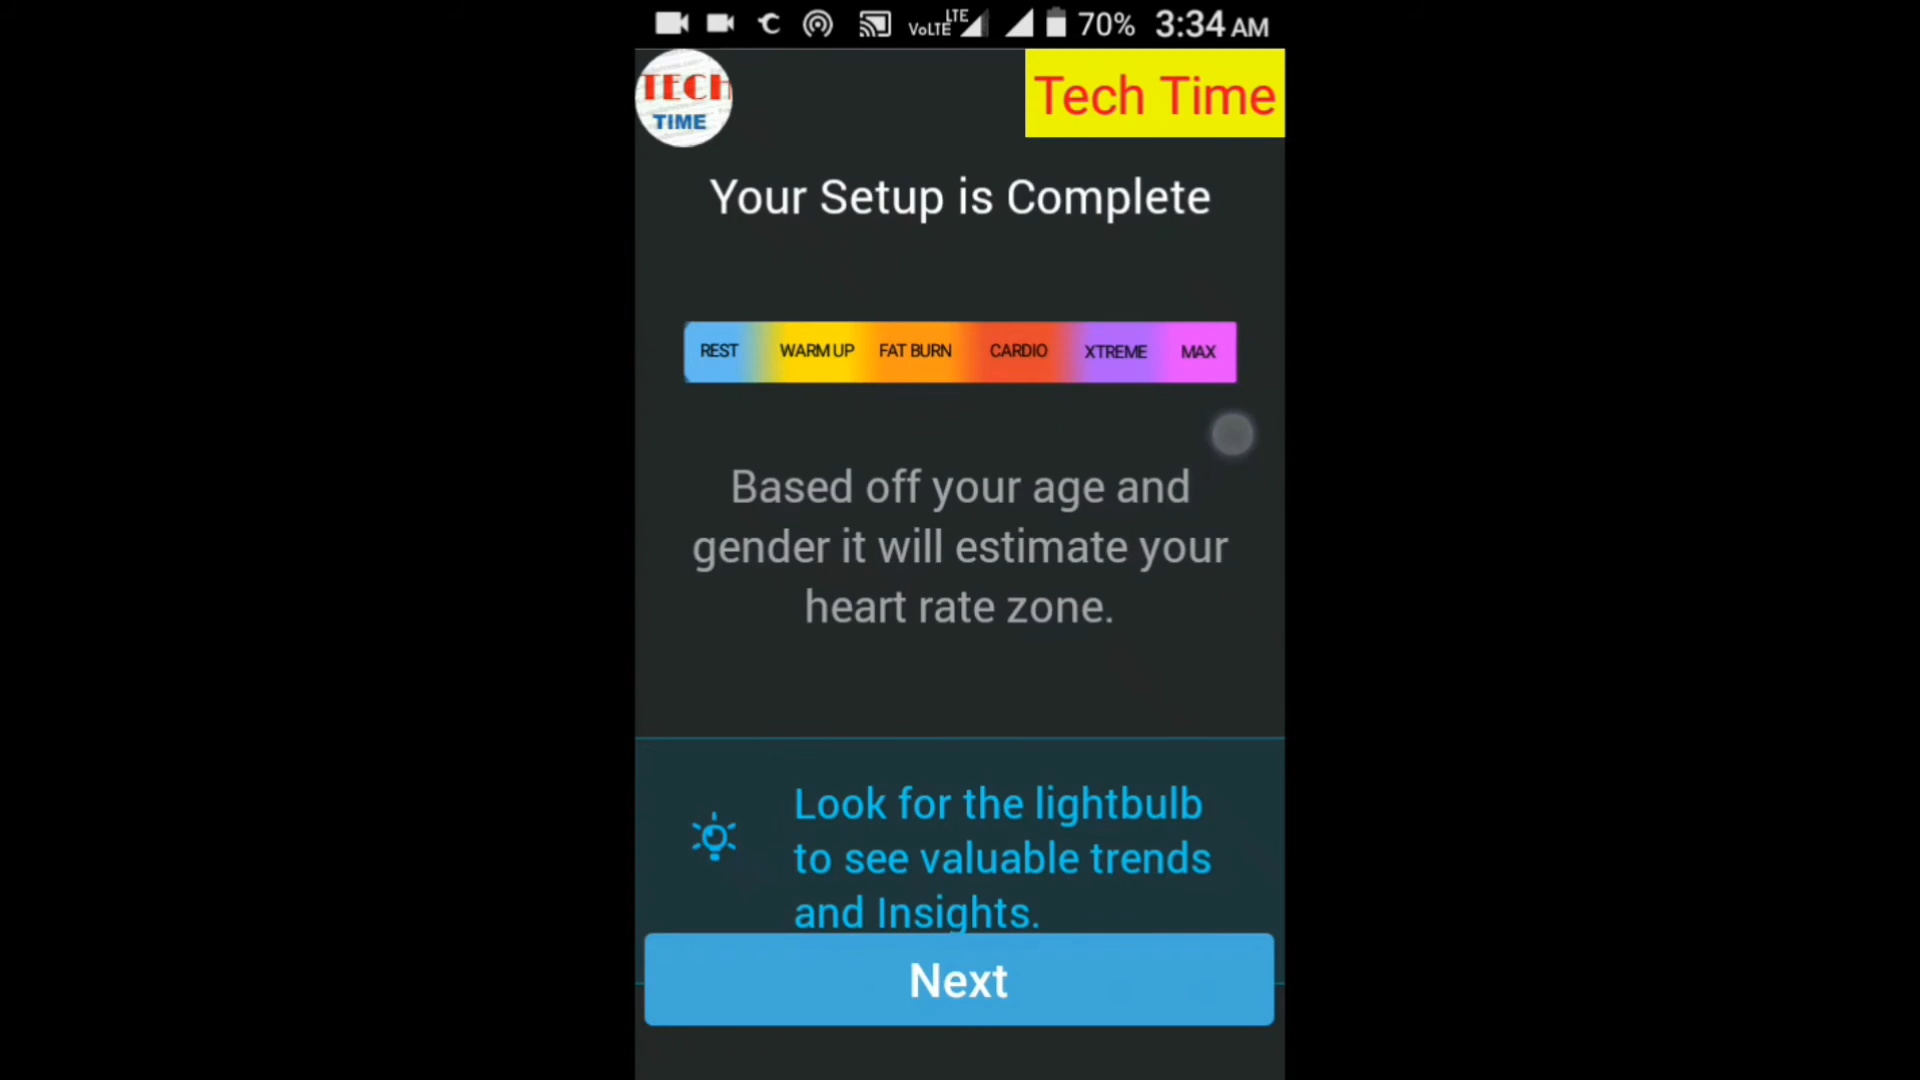 VoLTE LTE 70% 3:34 AM
TECH
TIME
Tech Time
Your Setup is Complete
REST WARM UP FAT BURN CARDIO XTREME MAX
Based off your age and
gender it will estimate your
heart rate zone.
Look for the lightbulb
to see valuable trends
and Insights.
Next